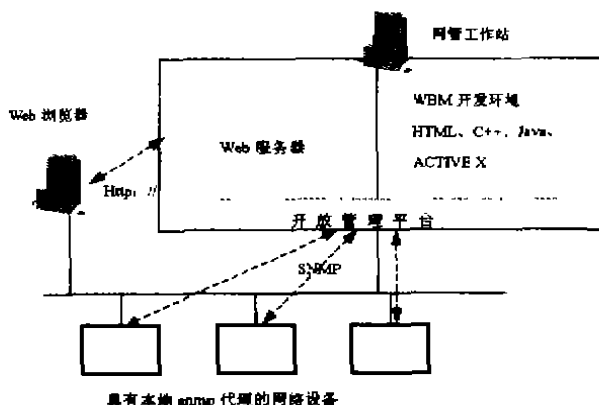 网管工作站
WBM 开发环境
Web 浏览器
HTML、C++、Java、
Web 服务器
ACTIVE X
Http：//
开放管理平台
SNMP
具有本地 snmp 代理的网络设备